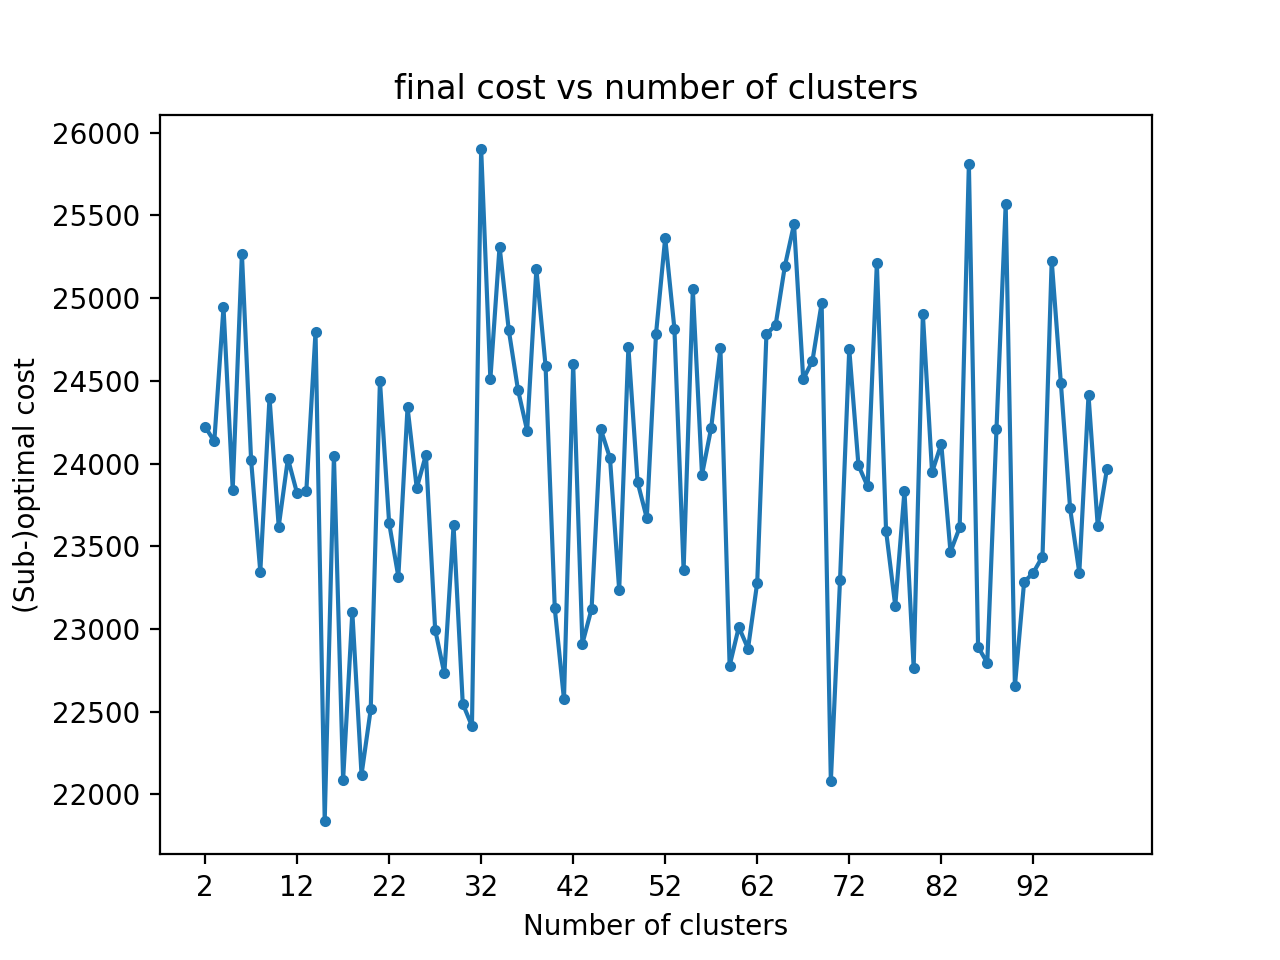 final cost vs number of clusters
26000
25500
25000
24500
24000
23500
23000
22500
22000
(Sub-)optimal cost
2 12 22 32 42 52 62 72 82 92
Number of clusters